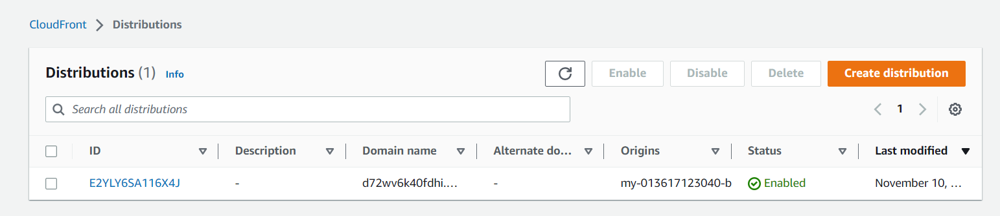 CloudFront > Distributions
Distributions (1) Info
Enable Disable Delete Create distribution
Search all distributions
1
ID Description Domain name Alternate do... Origins Status Last modified
E2YLY6SA116X4J - d72wv6k40fdhi.... - my-013617123040-b Enabled November 10, ...